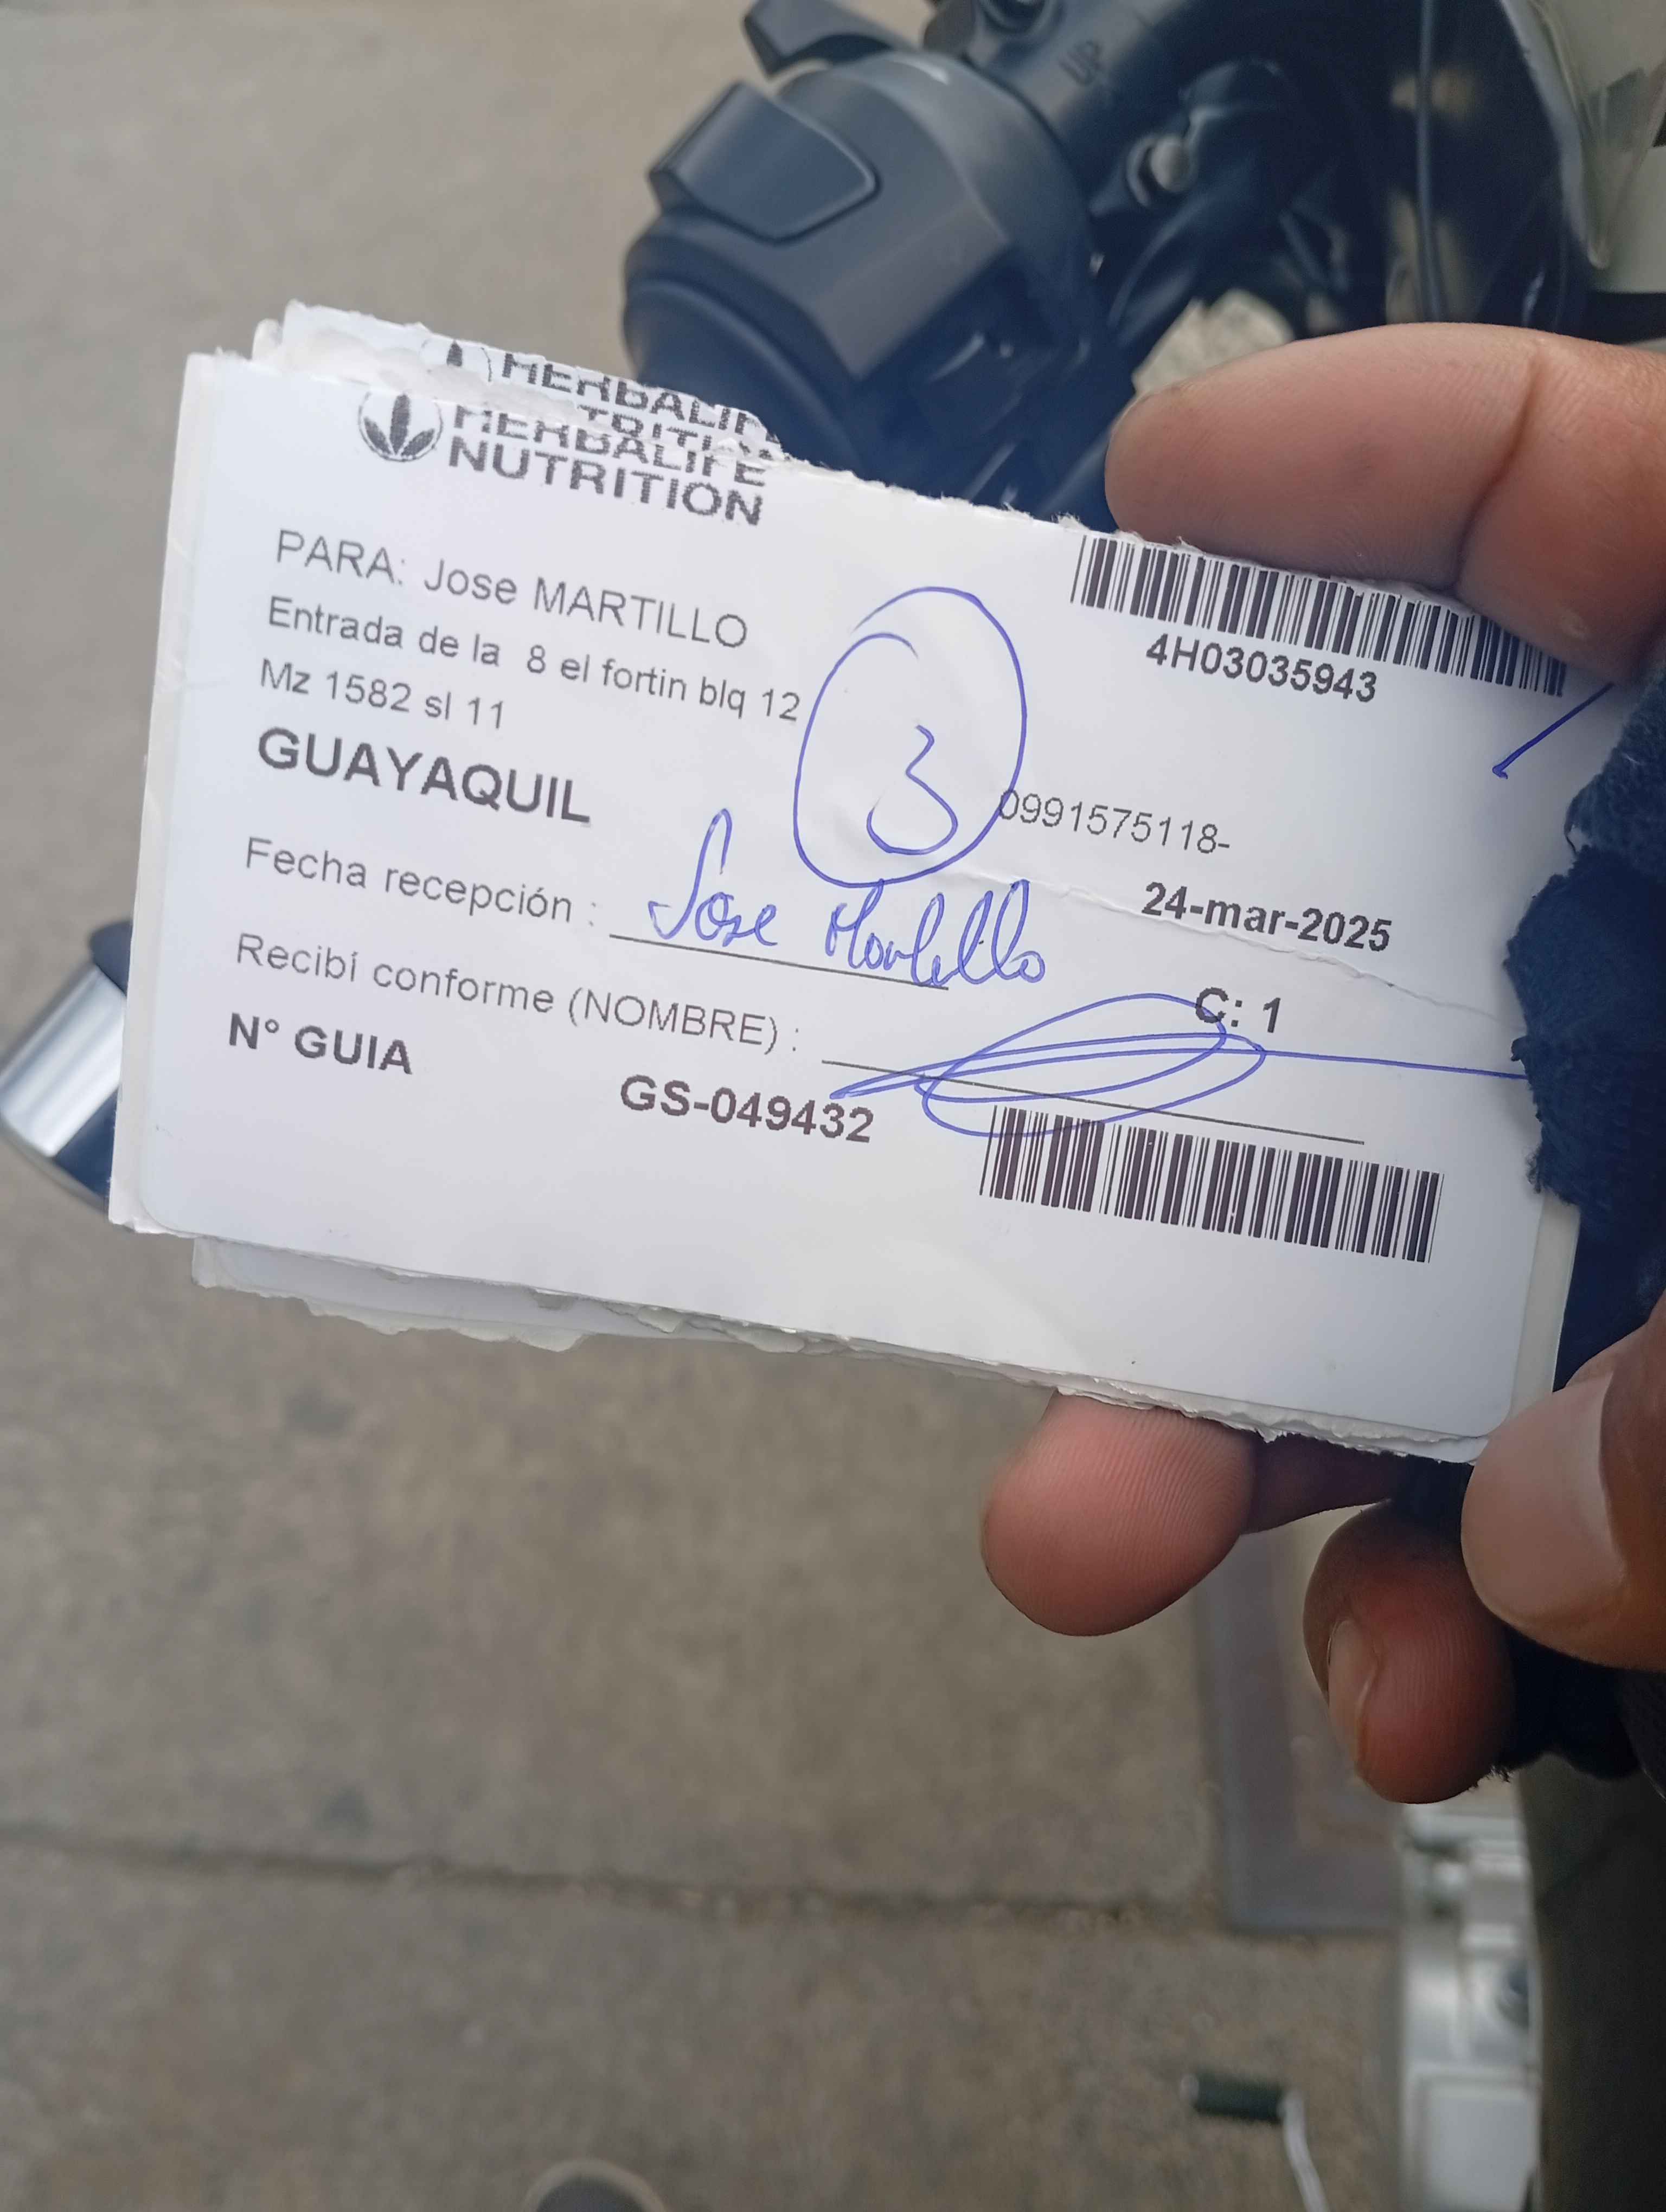 HERBALIFE
HERBALIFE
NUTRITION
4H03035943
PARA: Jose MARTILLO
Entrada de la 8 el fortin blq 12
Mz 1582 sl 11
3
0991575118-
GUAYAQUIL
24-mar-2025
Fecha recepción : Jose Martillo
C: 1
Recibí conforme (NOMBRE) :
N° GUIA GS-049432